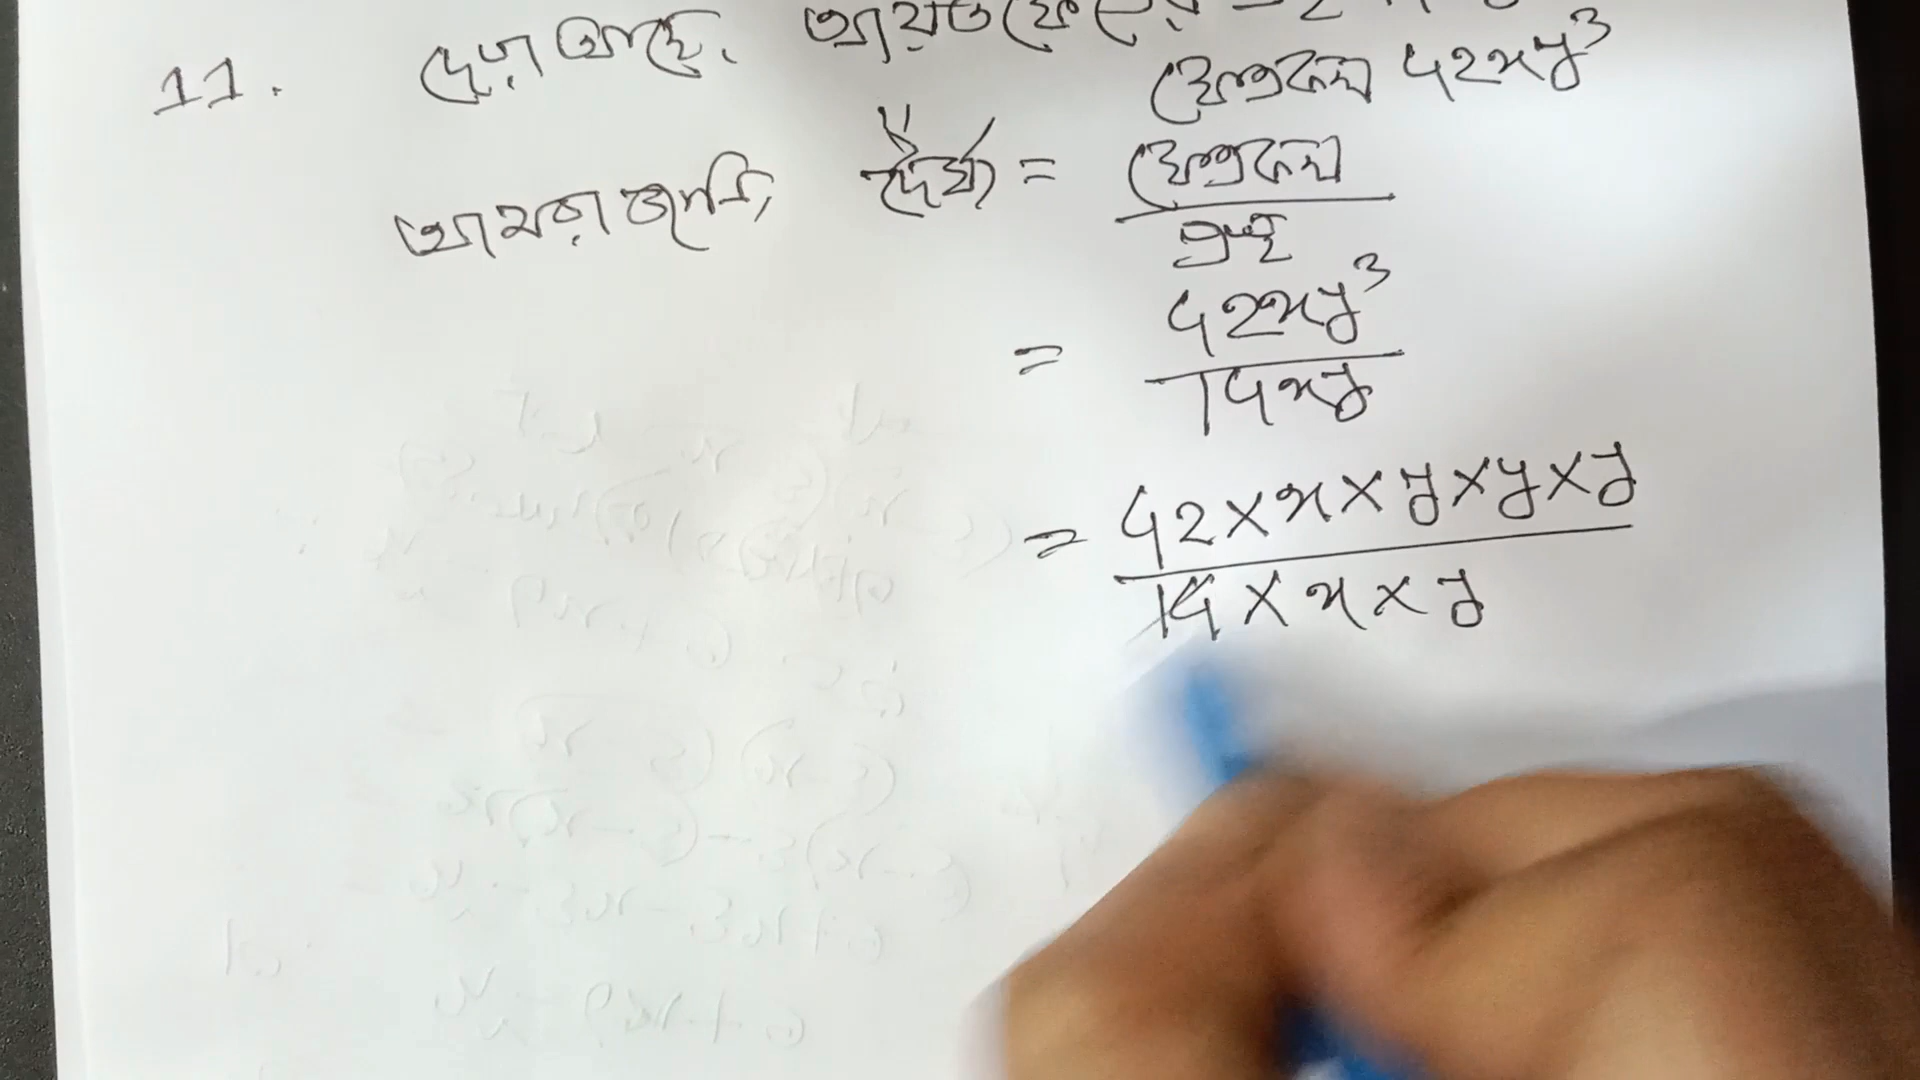 11. দেওয়া আছে, আয়তক্ষেত্রের
ক্ষেত্রফল 42xy³
আমরা জানি, দৈর্ঘ্য = ক্ষেত্রফল / প্রস্থ
= 42xy³ / 14xy
= 42 × x × y × y × y / 14 × x × y